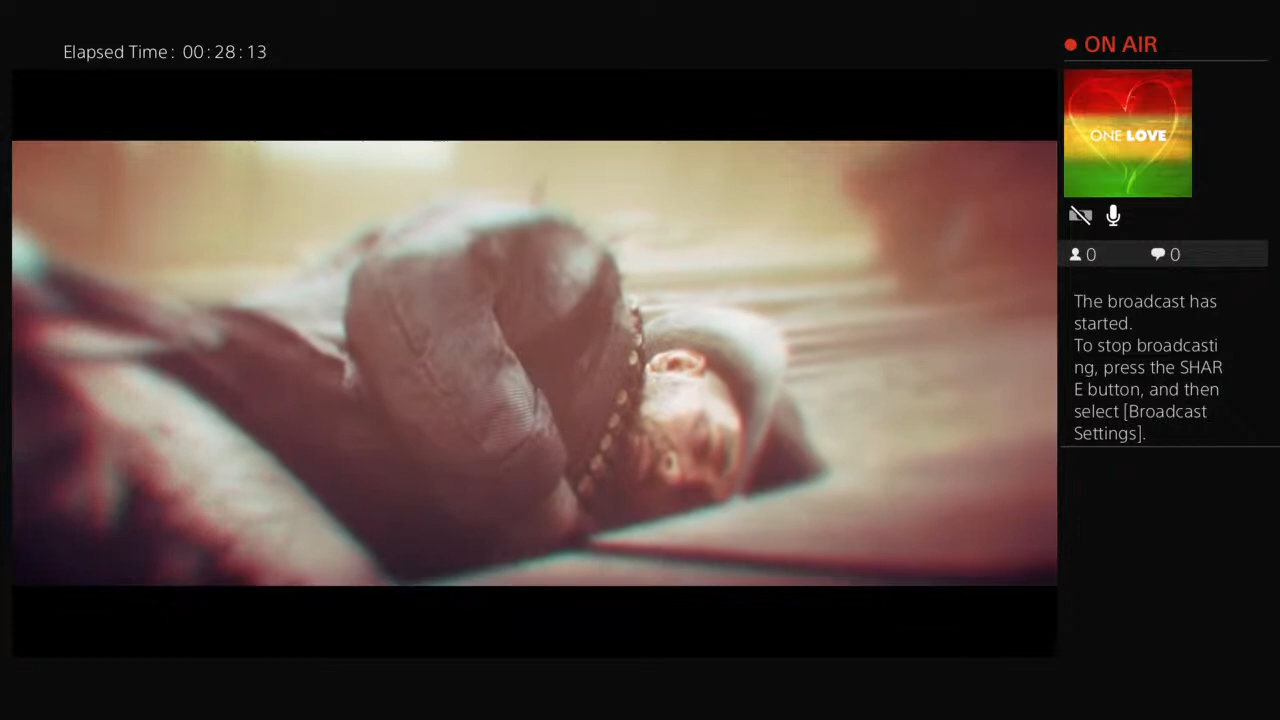 Elapsed Time: 00:28:13
ON AIR
ONE LOVE
0 0
The broadcast has
started.
To stop broadcasti
ng, press the SHAR
E button, and then
select [Broadcast
Settings].